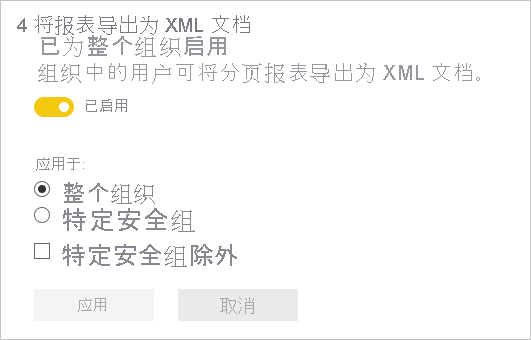 4 将报表导出为 XML 文档
已为整个组织启用
组织中的用户可将分页报表导出为 XML 文档。
已启用
应用于:
整个组织
特定安全组
特定安全组除外
应用 取消